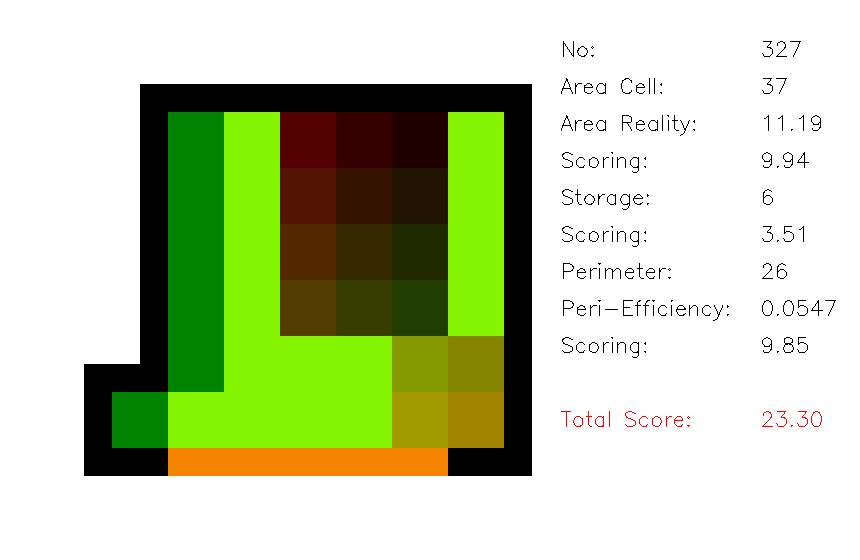 No: 327
Area Cell: 37
Area Reality: 11.19
Scoring: 9.94
Storage: 6
Scoring: 3.51
Perimeter: 26
Peri-Efficiency: 0.0547
Scoring: 9.85
Total Score: 23.30